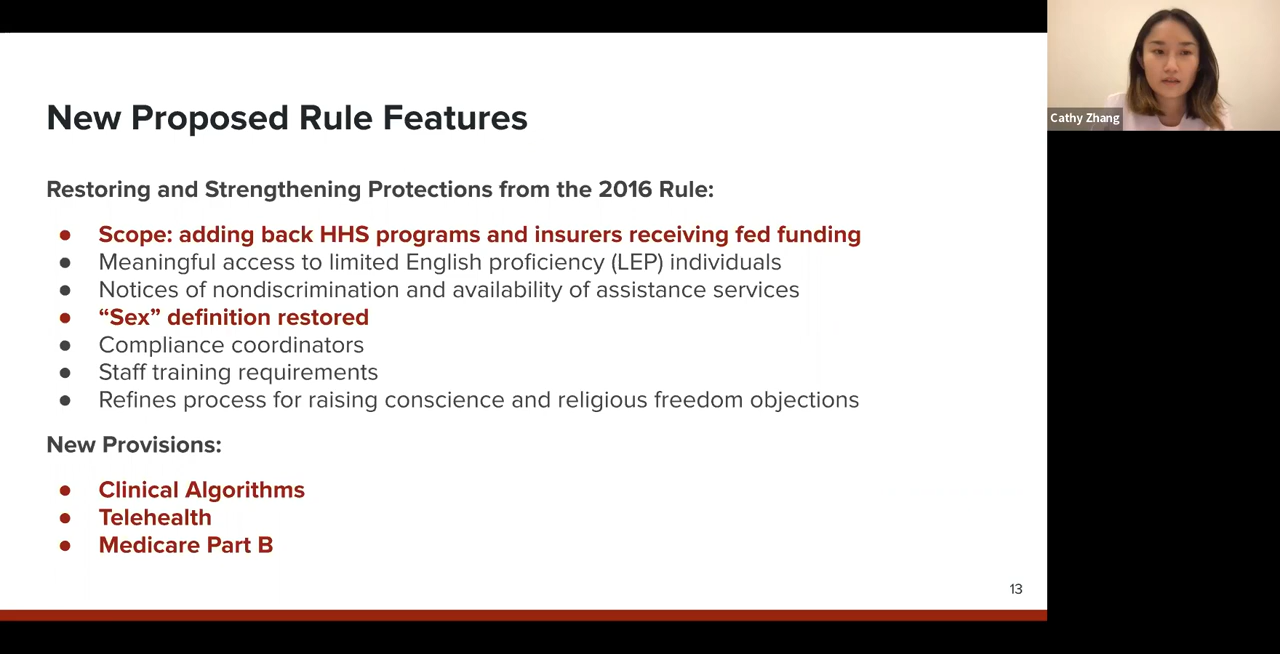 New Proposed Rule Features
Restoring and Strengthening Protections from the 2016 Rule:
● Scope: adding back HHS programs and insurers receiving fed funding
● Meaningful access to limited English proficiency (LEP) individuals
● Notices of nondiscrimination and availability of assistance services
● “Sex” definition restored
● Compliance coordinators
● Staff training requirements
● Refines process for raising conscience and religious freedom objections
New Provisions:
● Clinical Algorithms
● Telehealth
● Medicare Part B
13
Cathy Zhang